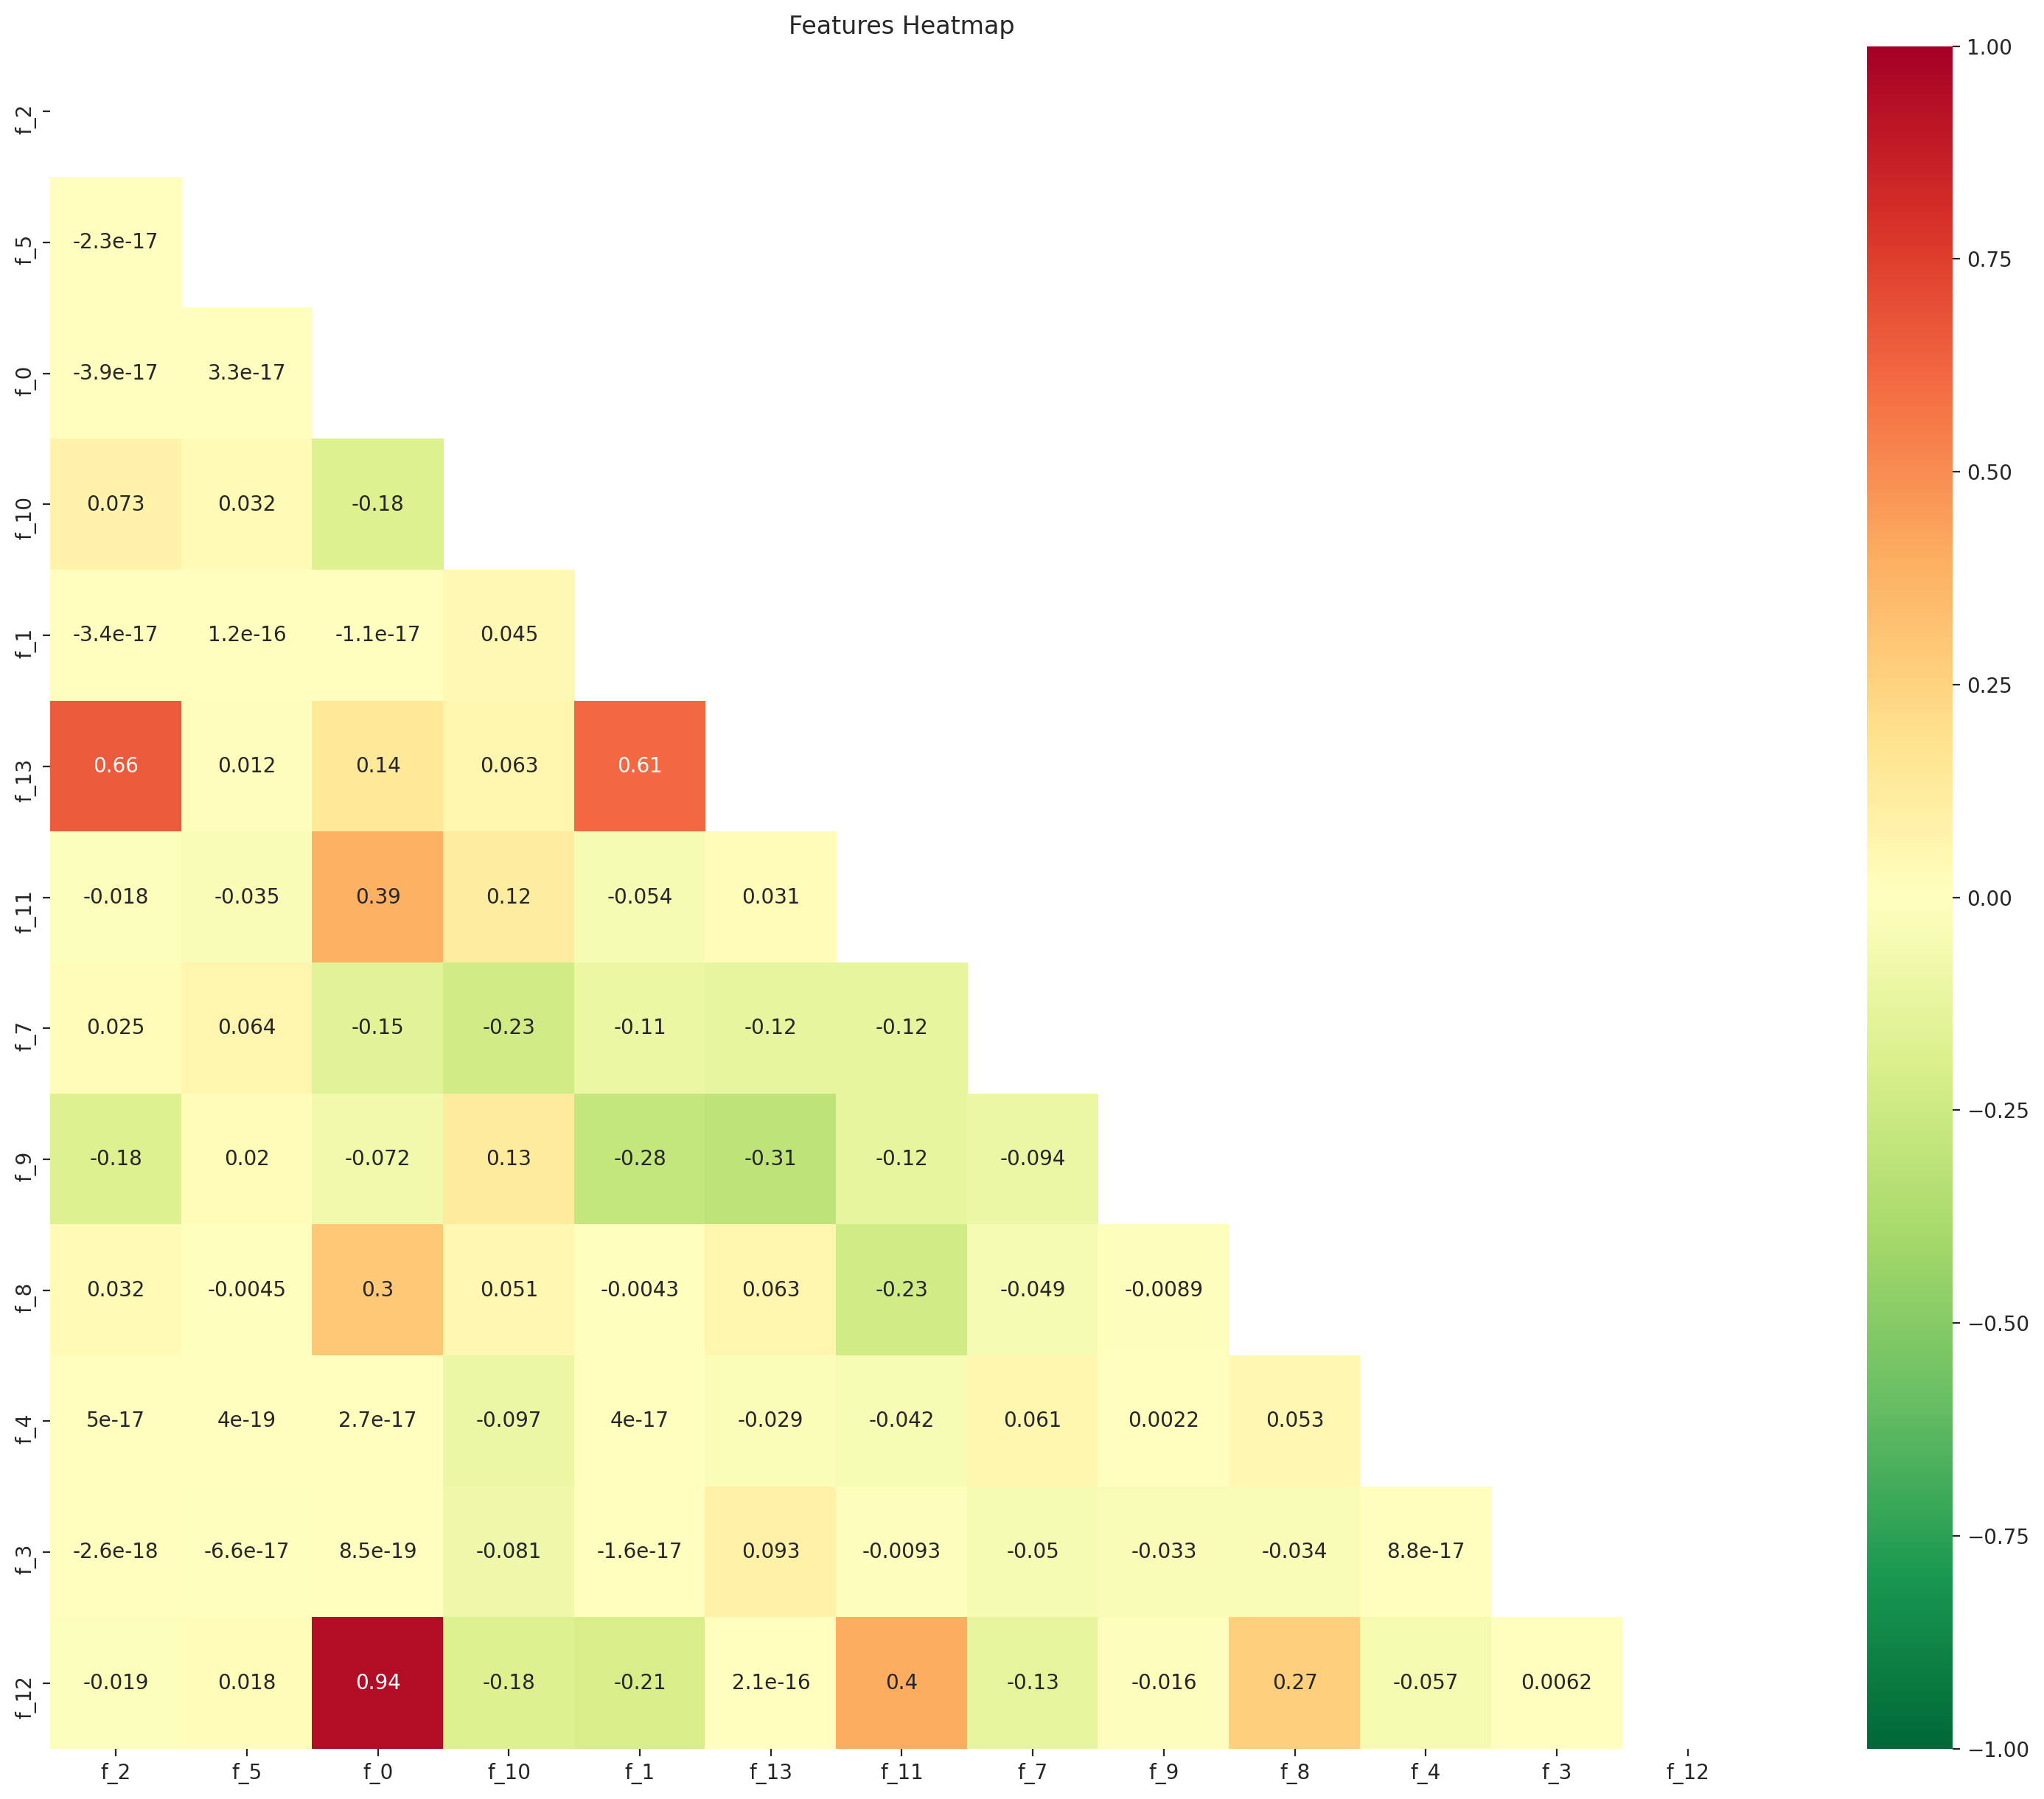 Features Heatmap
1.00
f_2
f_5 -2.3e-17
0.75
f_0 -3.9e-17 3.3e-17
0.50
f_10 0.073 0.032 -0.18
f_1 -3.4e-17 1.2e-16 -1.1e-17 0.045
0.25
f_13 0.66 0.012 0.14 0.063 0.61
f_11 -0.018 -0.035 0.39 0.12 -0.054 0.031
0.00
f_7 0.025 0.064 -0.15 -0.23 -0.11 -0.12 -0.12
−0.25
f_9 -0.18 0.02 -0.072 0.13 -0.28 -0.31 -0.12 -0.094
f_8 0.032 -0.0045 0.3 0.051 -0.0043 0.063 -0.23 -0.049 -0.0089
−0.50
f_4 5e-17 4e-19 2.7e-17 -0.097 4e-17 -0.029 -0.042 0.061 0.0022 0.053
−0.75
f_3 -2.6e-18 -6.6e-17 8.5e-19 -0.081 -1.6e-17 0.093 -0.0093 -0.05 -0.033 -0.034 8.8e-17
f_12 -0.019 0.018 0.94 -0.18 -0.21 2.1e-16 0.4 -0.13 -0.016 0.27 -0.057 0.0062
−1.00
f_2 f_5 f_0 f_10 f_1 f_13 f_11 f_7 f_9 f_8 f_4 f_3 f_12